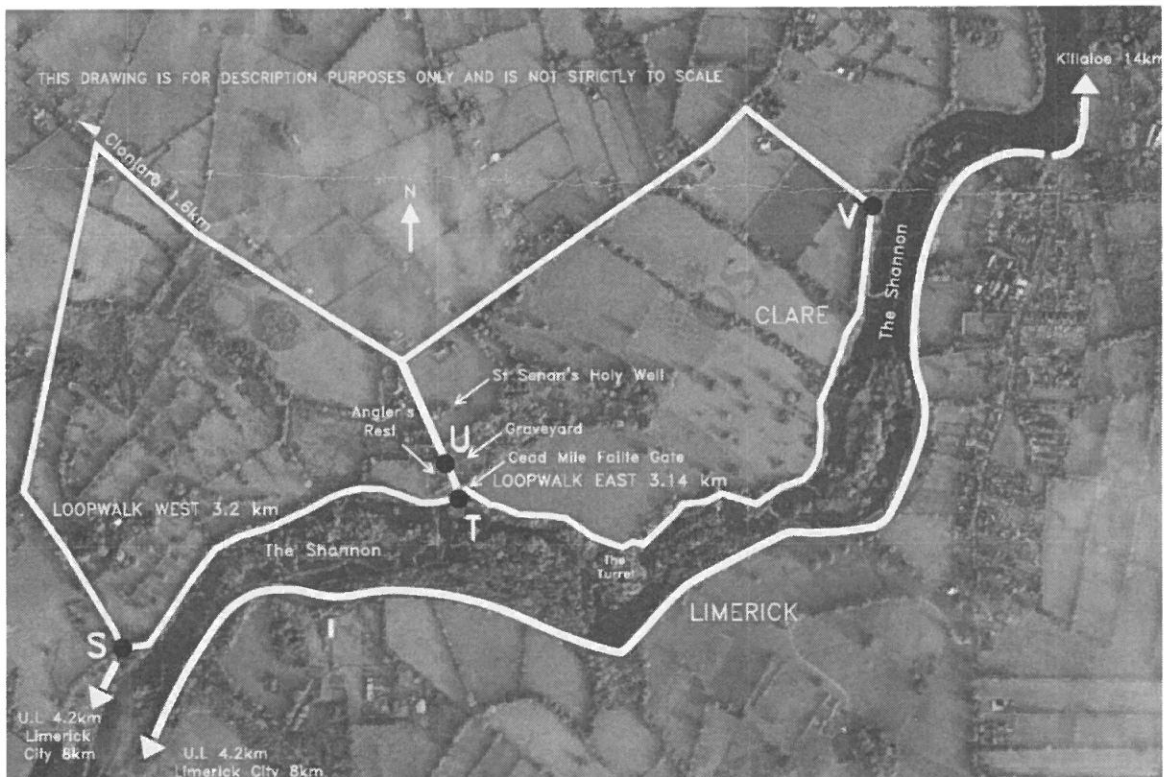 THIS DRAWING IS FOR DESCRIPTION PURPOSES ONLY AND IS NOT STRICTLY TO SCALE
Killaloe 14km
Clonlara 1.6km
N
V
The Shannon
CLARE
St Senan's Holy Well
Angler's
Rest
U
Graveyard
Cead Mile Failte Gate
LOOPWALK EAST 3.14 km
LOOPWALK WEST 3.2 km
T
The Shannon
The
Turret
LIMERICK
S
U.L 4.2km
Limerick
City 8km
U.L 4.2km
Limerick City 8km